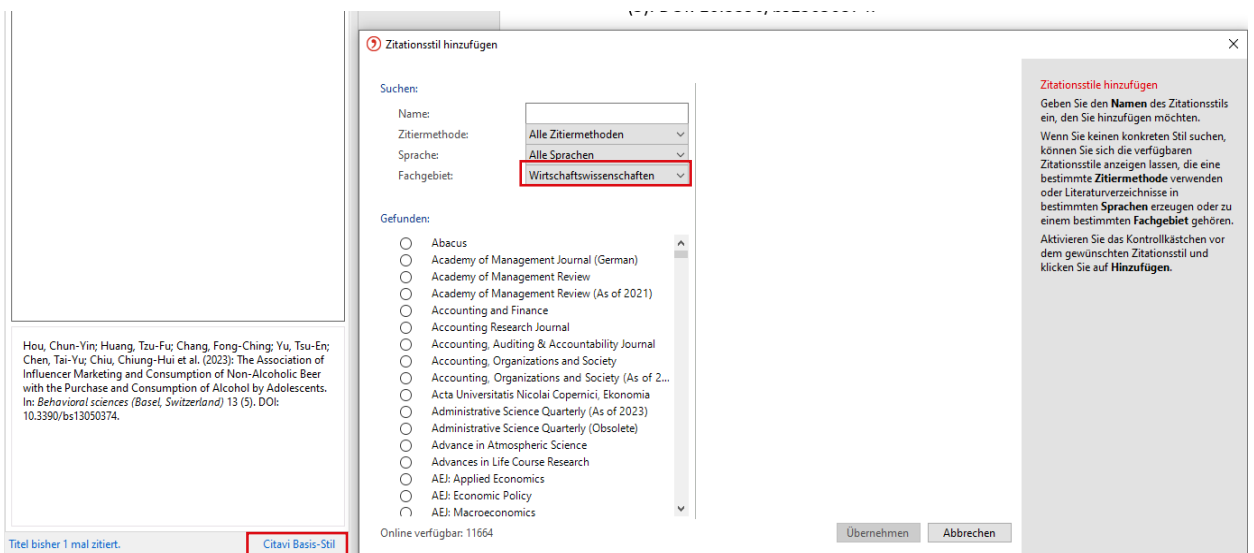 Zitationsstil hinzufügen
Suchen:
Name:
Zitiermethode: Alle Zitiermethoden
Sprache: Alle Sprachen
Fachgebiet: Wirtschaftswissenschaften
Gefunden:
Abacus
Academy of Management Journal (German)
Academy of Management Review
Academy of Management Review (As of 2021)
Accounting and Finance
Accounting Research Journal
Accounting, Auditing & Accountability Journal
Accounting, Organizations and Society
Accounting, Organizations and Society (As of 2...
Acta Universitatis Nicolai Copernici, Ekonomia
Administrative Science Quarterly (As of 2023)
Administrative Science Quarterly (Obsolete)
Advance in Atmospheric Science
Advances in Life Course Research
AEJ: Applied Economics
AEJ: Economic Policy
AEJ: Macroeconomics
Online verfügbar: 11664
Übernehmen Abbrechen
Zitationsstile hinzufügen
Geben Sie den Namen des Zitationsstils
ein, den Sie hinzufügen möchten.
Wenn Sie keinen konkreten Stil suchen,
können Sie sich die verfügbaren
Zitationsstile anzeigen lassen, die eine
bestimmte Zitiermethode verwenden
oder Literaturverzeichnisse in
bestimmten Sprachen erzeugen oder zu
einem bestimmten Fachgebiet gehören.
Aktivieren Sie das Kontrollkästchen vor
dem gewünschten Zitationsstil und
klicken Sie auf Hinzufügen.
Hou, Chun-Yin; Huang, Tzu-Fu; Chang, Fong-Ching; Yu, Tsu-En;
Chen, Tai-Yu; Chiu, Chiung-Hui et al. (2023): The Association of
Influencer Marketing and Consumption of Non-Alcoholic Beer
with the Purchase and Consumption of Alcohol by Adolescents.
In: Behavioral sciences (Basel, Switzerland) 13 (5). DOI:
10.3390/bs13050374.
Titel bisher 1 mal zitiert. Citavi Basis-Stil